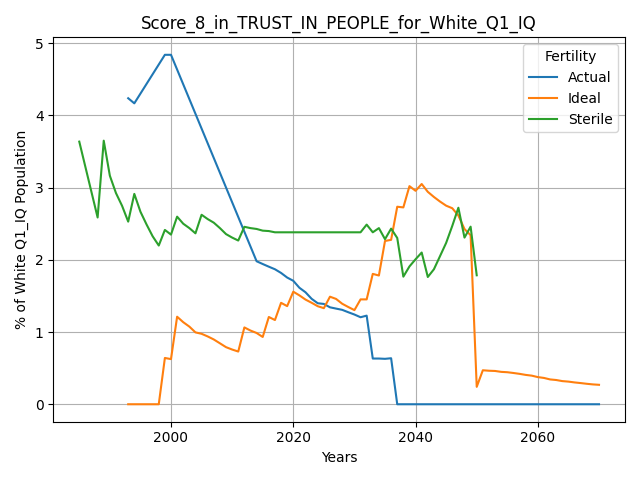 Score_8_in_TRUST_IN_PEOPLE_for_White_Q1_IQ
% of White Q1_IQ Population
5
4
3
2
1
0
Fertility
Actual
Ideal
Sterile
2000
2020
2040
2060
Years